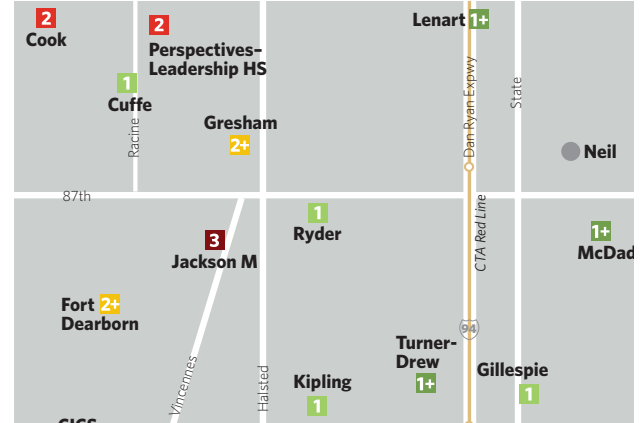 2
Cook
2
Perspectives–
Leadership HS
Lenart 1+
1
Cuffe
Racine
Gresham
2+
Dan Ryan Expwy
State
Neil
87th
1
Ryder
CTA Red Line
1+
McDad
3
Jackson M
Fort 2+
Dearborn
94
Vincennes
Halsted
Turner-
Drew
1+
Gillespie
1
Kipling
1